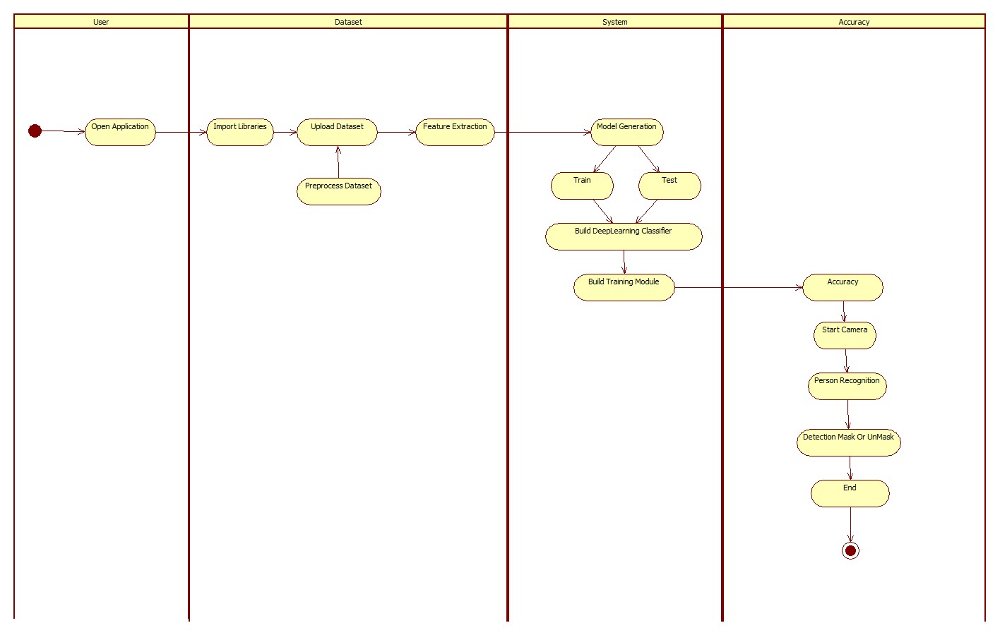 User
Dataset
System
Accuracy
Open Application
Import Libraries
Upload Dataset
Feature Extraction
Model Generation
Preprocess Dataset
Train
Test
Build DeepLearning Classifier
Build Training Module
Accuracy
Start Camera
Person Recognition
Detection Mask Or UnMask
End